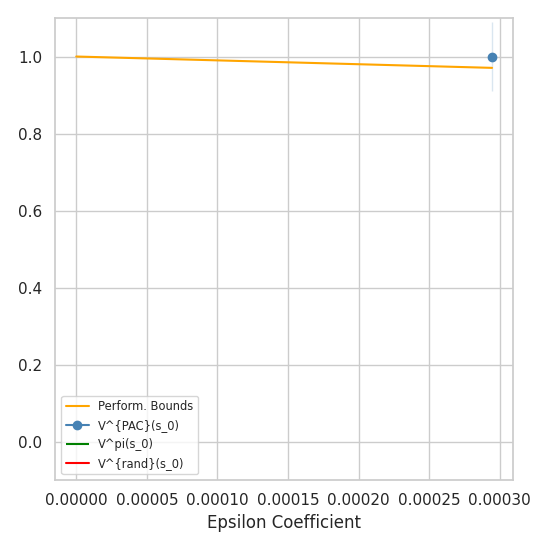 1.0
0.8
0.6
0.4
0.2
0.0
Perform. Bounds
V^{PAC}(s_0)
V^pi(s_0)
V^{rand}(s_0)
0.00000 0.00005 0.00010 0.00015 0.00020 0.00025 0.00030
Epsilon Coefficient